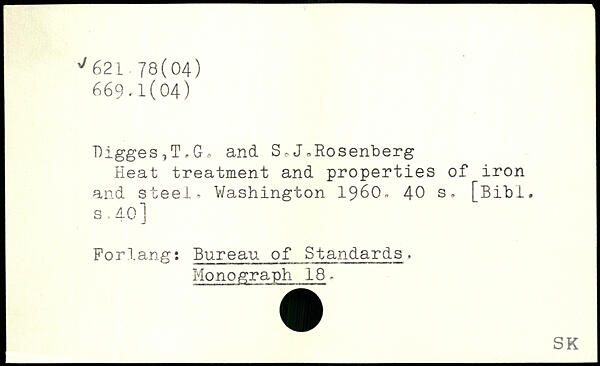 ✓ 621.78(04)
669.1(04)
Digges,T.G. and S.J.Rosenberg
Heat treatment and properties of iron
and steel. Washington 1960. 40 s. [Bibl.
s.40]
Forlang: Bureau of Standards.
Monograph 18.
SK